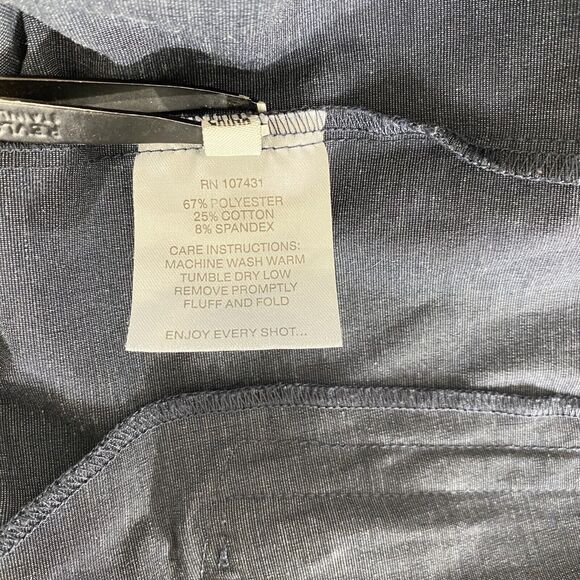 RN 107431
67% POLYESTER
25% COTTON
8% SPANDEX
CARE INSTRUCTIONS:
MACHINE WASH WARM
TUMBLE DRY LOW
REMOVE PROMPTLY
FLUFF AND FOLD
ENJOY EVERY SHOT...